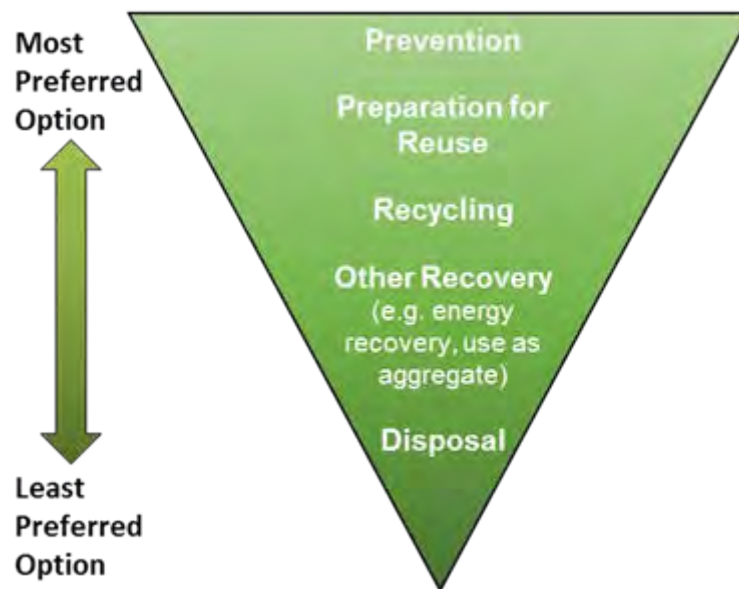 Most
Preferred
Option
Prevention
Preparation for
Reuse
Recycling
Other Recovery
(e.g. energy
recovery, use as
aggregate)
Disposal
Least
Preferred
Option